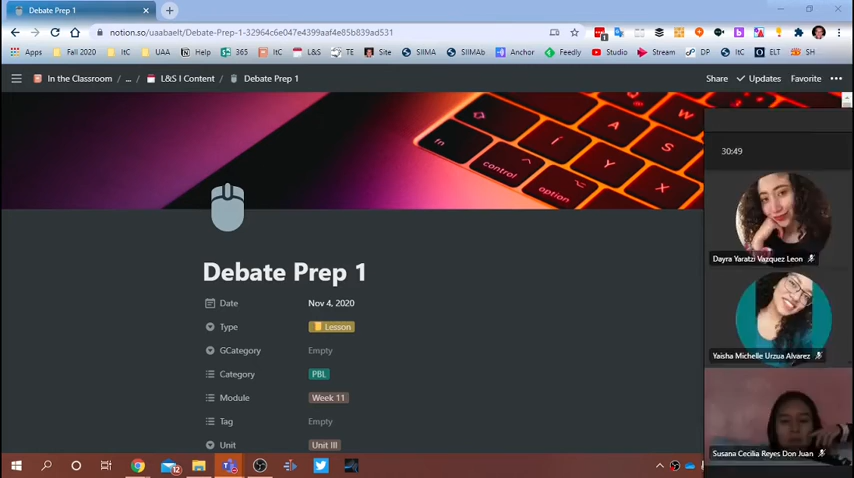 Debate Prep 1
notion.so/uaabaelt/Debate-Prep-1-32964c6e047e4399aaf4e85b839ad531
Apps Fall 2020 ItC UAA Help 365 ItC L&S TE Site SIIMA SIIMAb Anchor Feedly Studio Stream DP ItC ELT SH
In the Classroom / ... / L&S I Content / Debate Prep 1 Share Updates Favorite
fn
control
option
A
S
W
Y
X
30:49
Dayra Yaratzi Vazquez Leon
Debate Prep 1
Date Nov 4, 2020
Type Lesson
GCategory Empty
Yaisha Michelle Urzua Alvarez
Category PBL
Module Week 11
Tag Empty
Unit Unit III
Susana Cecilia Reyes Don Juan
12